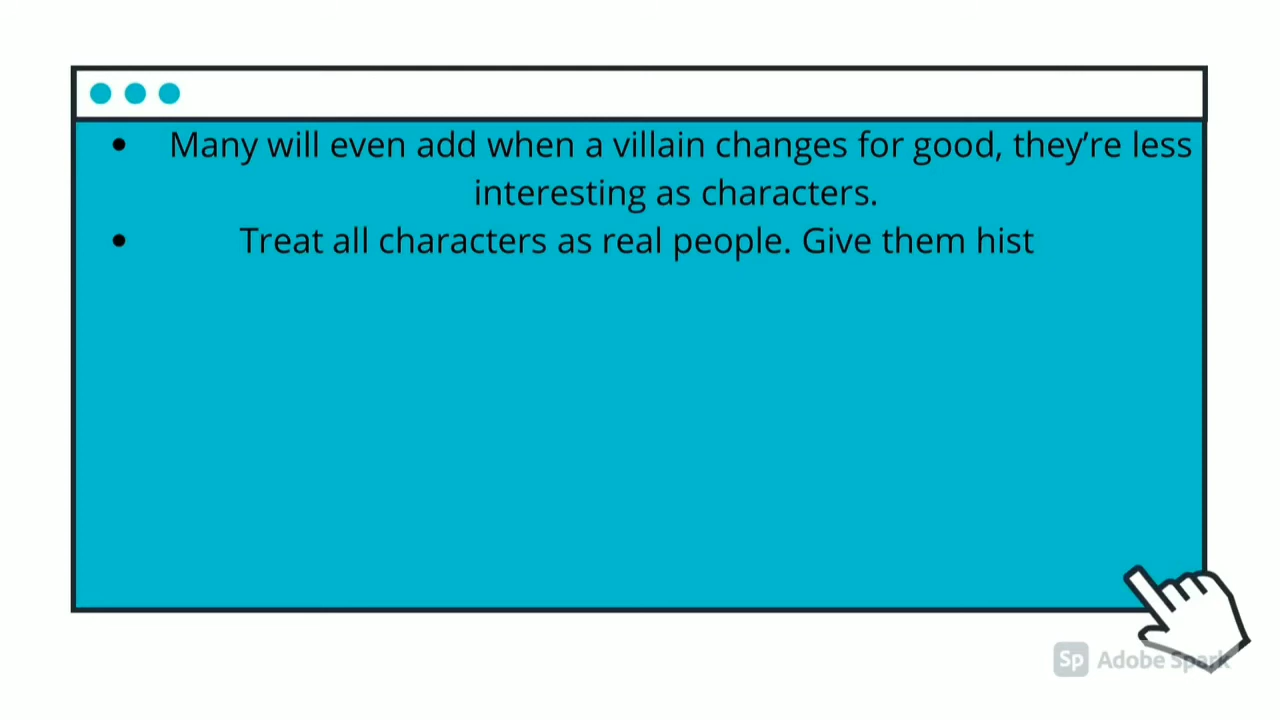 • Many will even add when a villain changes for good, they’re less
interesting as characters.
• Treat all characters as real people. Give them hist
Sp Adobe Spark